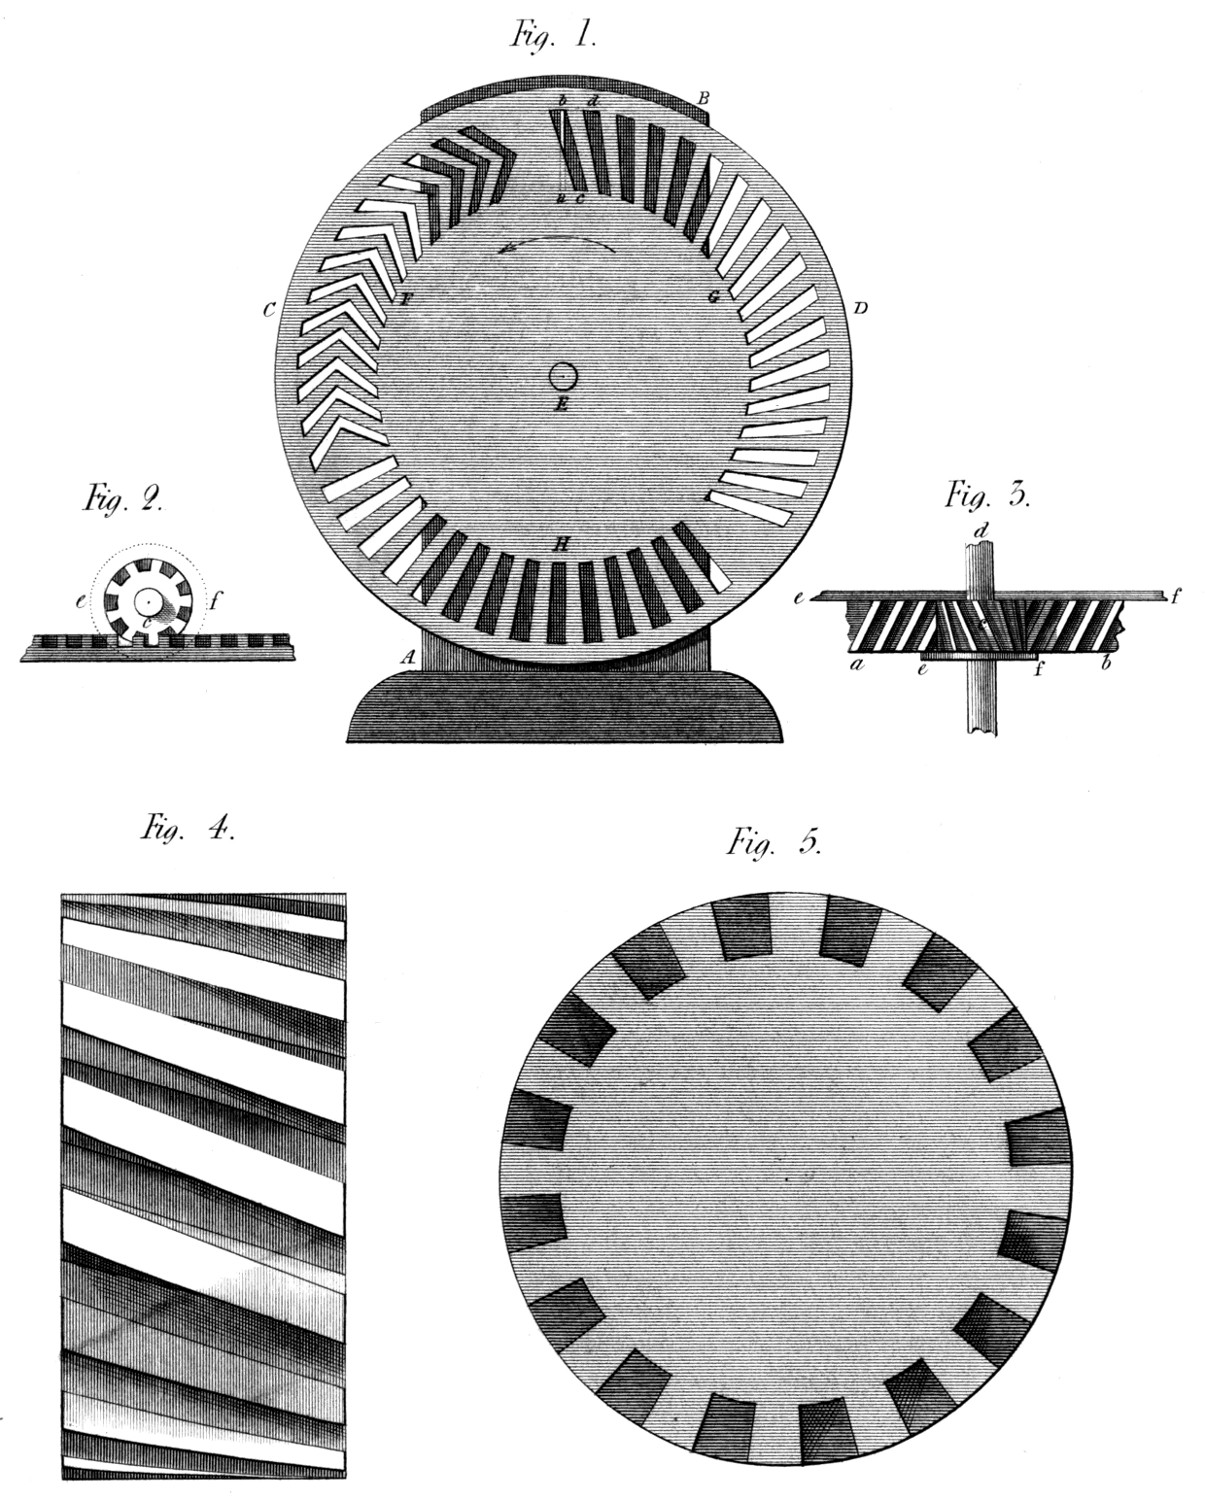 Fig. 1.
b d B
a c
F G
C D
E
Fig. 2.
H
Fig. 3.
d
e f
e f
c
c
A
a e f b
Fig. 4.
Fig. 5.